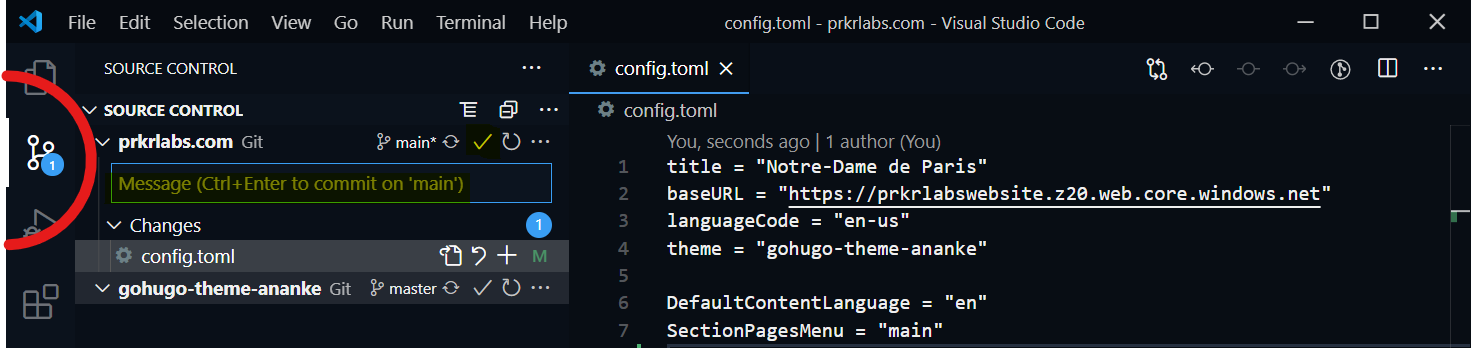 File Edit Selection View Go Run Terminal Help config.toml - prkrlabs.com - Visual Studio Code
SOURCE CONTROL
SOURCE CONTROL
prkrlabs.com Git main*
Message (Ctrl+Enter to commit on 'main')
Changes 1
config.toml M
gohugo-theme-ananke Git master
1
config.toml
config.toml
You, seconds ago | 1 author (You)
1 title = "Notre-Dame de Paris"
2 baseURL = "https://prkrlabswebsite.z20.web.core.windows.net"
3 languageCode = "en-us"
4 theme = "gohugo-theme-ananke"
5
6 DefaultContentLanguage = "en"
7 SectionPagesMenu = "main"